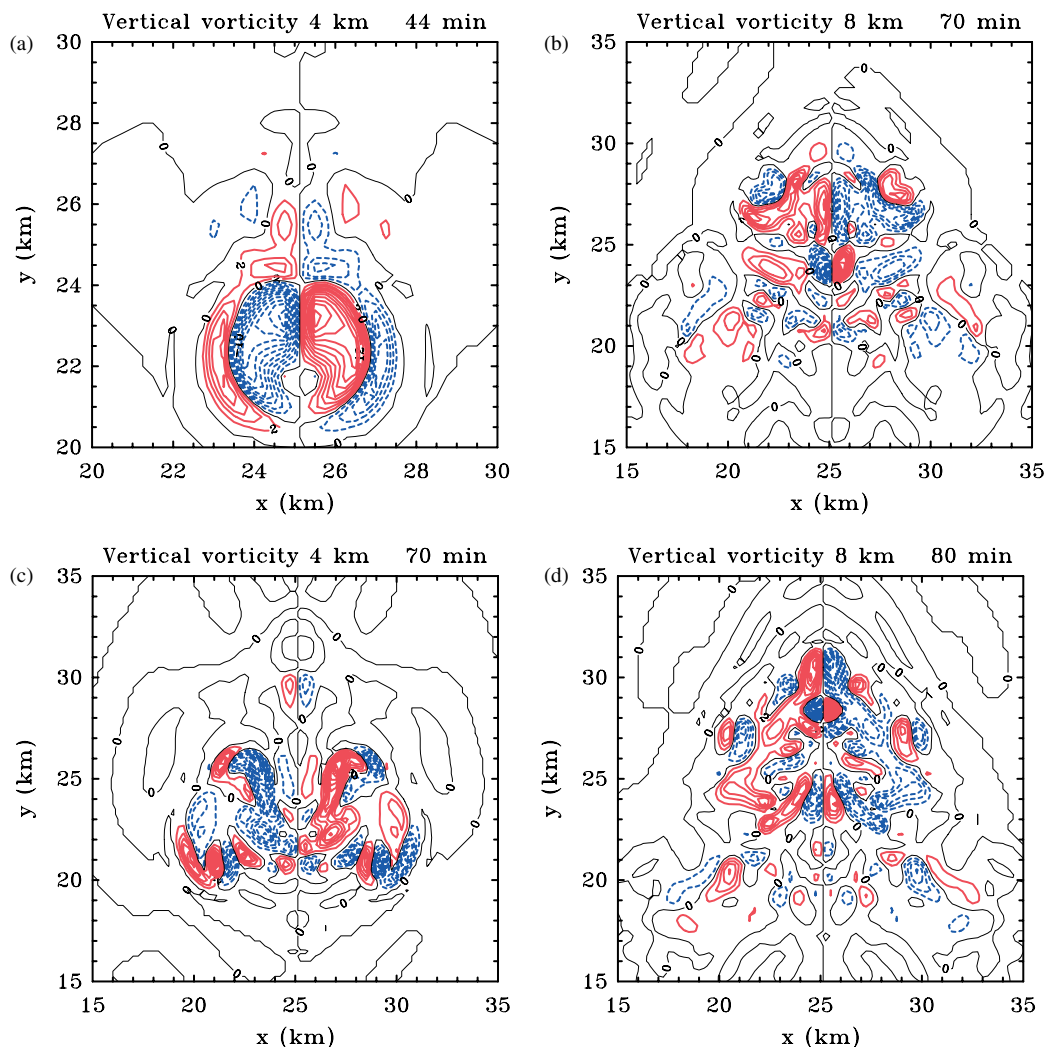 Vertical vorticity 4 km 44 min
(a)
30
28
26
24
22
20
y (km)
20 22 24 26 28 30
x (km)
Vertical vorticity 8 km 70 min
(b)
35
30
25
20
15
y (km)
15 20 25 30 35
x (km)
Vertical vorticity 4 km 70 min
(c)
35
30
25
20
15
y (km)
15 20 25 30 35
x (km)
Vertical vorticity 8 km 80 min
(d)
35
30
25
20
15
y (km)
15 20 25 30 35
x (km)